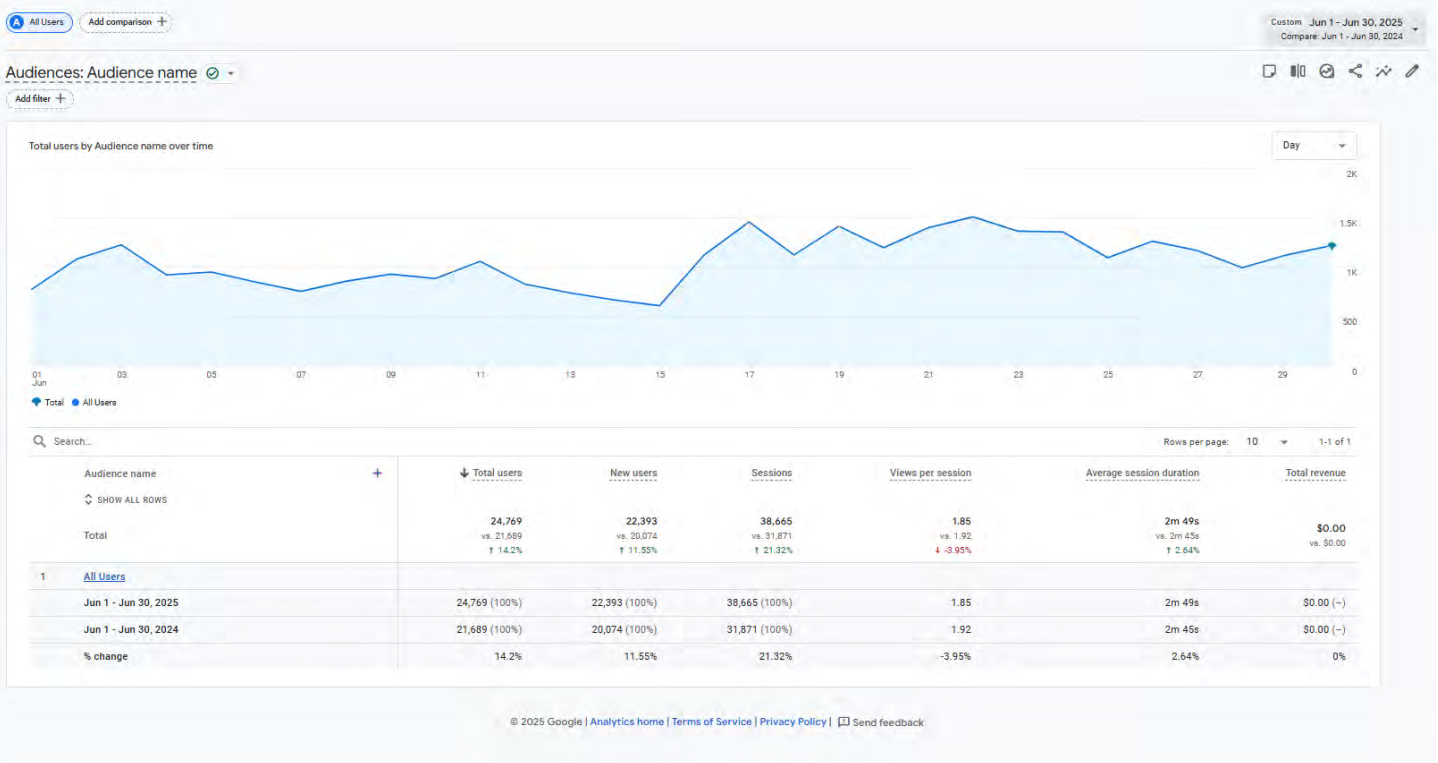 A All Users Add comparison +
Custom Jun 1 - Jun 30, 2025
Compare: Jun 1 - Jun 30, 2024
Audiences: Audience name
Add filter +
Total users by Audience name over time
Day
2K
1.5K
1K
500
0
01 03 05 07 09 11 13 15 17 19 21 23 25 27 29
Jun
Total All Users
Search... Rows per page: 10 1-1 of 1
Audience name + Total users New users Sessions Views per session Average session duration Total revenue
SHOW ALL ROWS
24,769 22,393 38,665 1.85 2m 49s $0.00
Total vs. 21,689 vs. 20,074 vs. 31,871 vs. 1.92 vs. 2m 45s vs. $0.00
↑ 14.2% ↑ 11.55% ↑ 21.32% ↓ -3.95% ↑ 2.64%
1 All Users
Jun 1 - Jun 30, 2025 24,769 (100%) 22,393 (100%) 38,665 (100%) 1.85 2m 49s $0.00 (–)
Jun 1 - Jun 30, 2024 21,689 (100%) 20,074 (100%) 31,871 (100%) 1.92 2m 45s $0.00 (–)
% change 14.2% 11.55% 21.32% -3.95% 2.64% 0%
© 2025 Google | Analytics home | Terms of Service | Privacy Policy | Send feedback